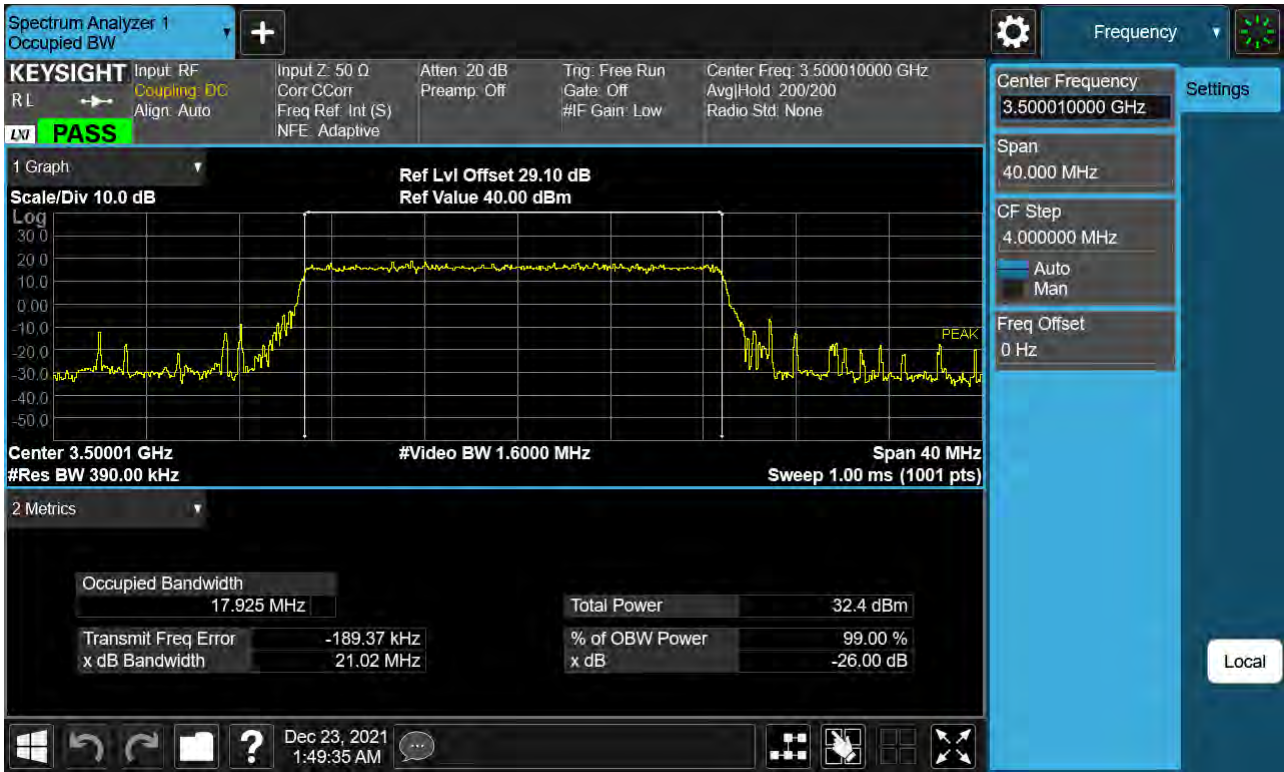 Spectrum Analyzer 1
Occupied BW
▼
+
Frequency
▼
KEYSIGHT
RL
LXI
PASS
Input: RF
Coupling: DC
Align: Auto
Input Z: 50 Ω
Corr CCorr
Freq Ref: Int (S)
NFE: Adaptive
Atten: 20 dB
Preamp: Off
Trig: Free Run
Gate: Off
#IF Gain: Low
Center Freq: 3.500010000 GHz
Avg|Hold: 200/200
Radio Std: None
Center Frequency
3.500010000 GHz
Settings
Span
40.000 MHz
CF Step
4.000000 MHz
Auto
Man
Freq Offset
0 Hz
1 Graph
▼
Ref Lvl Offset 29.10 dB
Scale/Div 10.0 dB
Ref Value 40.00 dBm
Log
30.0
20.0
10.0
0.00
-10.0
-20.0
-30.0
-40.0
-50.0
PEAK
Center 3.50001 GHz
#Video BW 1.6000 MHz
Span 40 MHz
#Res BW 390.00 kHz
Sweep 1.00 ms (1001 pts)
2 Metrics
▼
Occupied Bandwidth
17.925 MHz
Total Power
32.4 dBm
Transmit Freq Error
-189.37 kHz
% of OBW Power
99.00 %
x dB Bandwidth
21.02 MHz
x dB
-26.00 dB
Local
?
Dec 23, 2021
1:49:35 AM